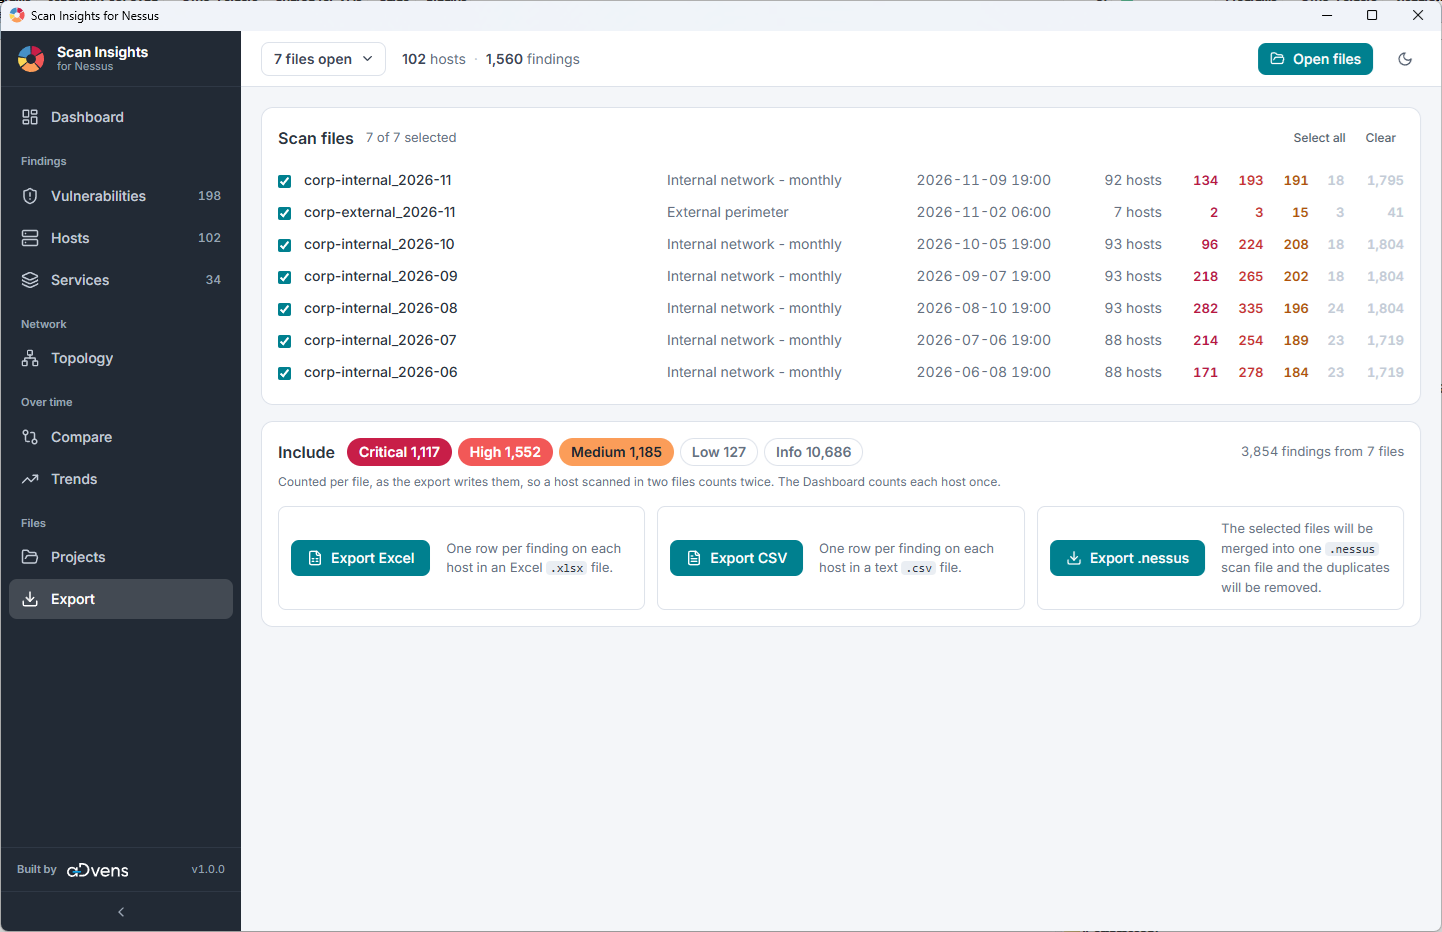 Scan Insights for Nessus
Scan Insights
for Nessus
7 files open
102 hosts · 1,560 findings
Open files
Dashboard
Findings
Vulnerabilities 198
Hosts 102
Services 34
Network
Topology
Over time
Compare
Trends
Files
Projects
Export
Built by aDvens v1.0.0
Scan files 7 of 7 selected Select all Clear
corp-internal_2026-11 Internal network - monthly 2026-11-09 19:00 92 hosts 134 193 191 18 1,795
corp-external_2026-11 External perimeter 2026-11-02 06:00 7 hosts 2 3 15 3 41
corp-internal_2026-10 Internal network - monthly 2026-10-05 19:00 93 hosts 96 224 208 18 1,804
corp-internal_2026-09 Internal network - monthly 2026-09-07 19:00 93 hosts 218 265 202 18 1,804
corp-internal_2026-08 Internal network - monthly 2026-08-10 19:00 93 hosts 282 335 196 24 1,804
corp-internal_2026-07 Internal network - monthly 2026-07-06 19:00 88 hosts 214 254 189 23 1,719
corp-internal_2026-06 Internal network - monthly 2026-06-08 19:00 88 hosts 171 278 184 23 1,719
Include Critical 1,117 High 1,552 Medium 1,185 Low 127 Info 10,686 3,854 findings from 7 files
Counted per file, as the export writes them, so a host scanned in two files counts twice. The Dashboard counts each host once.
Export Excel
One row per finding on each
host in an Excel .xlsx file.
Export CSV
One row per finding on each
host in a text .csv file.
Export .nessus
The selected files will be
merged into one .nessus
scan file and the duplicates
will be removed.